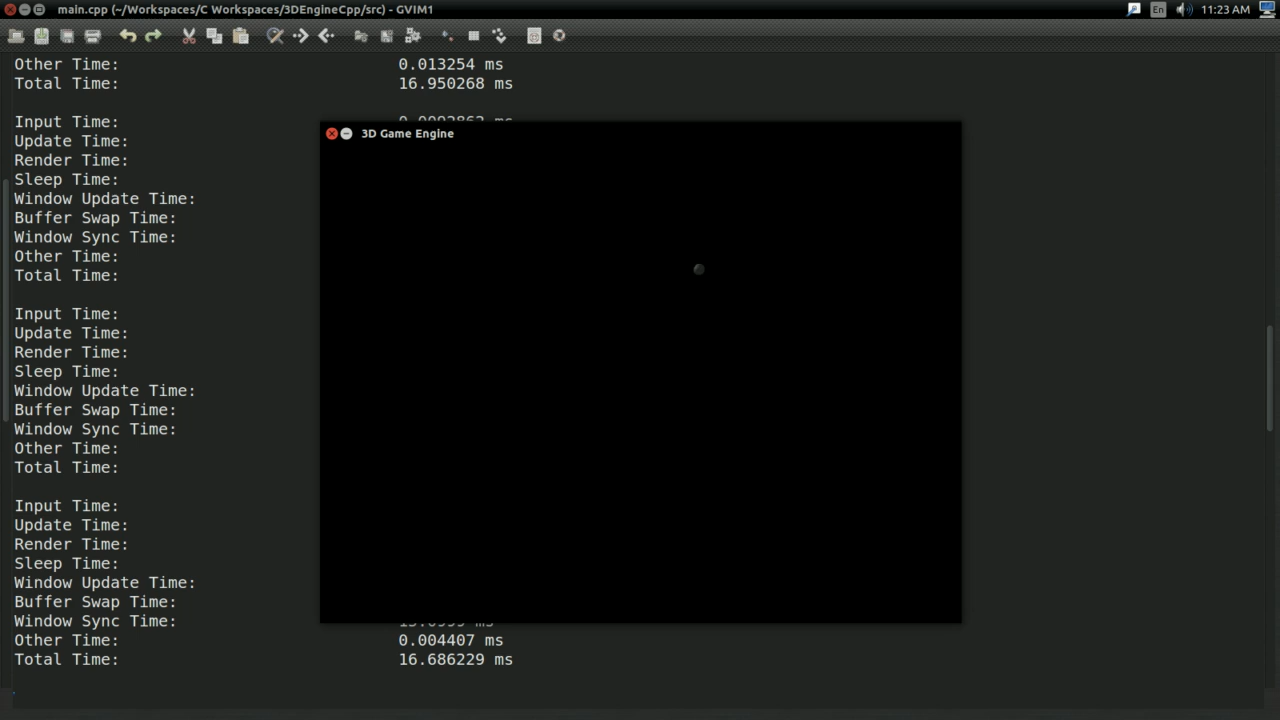 main.cpp (~/Workspaces/C Workspaces/3DEngineCpp/src) - GVIM1
En
11:23 AM
Other Time: 0.013254 ms
Total Time: 16.950268 ms
Input Time: 0.0092862 ms
Update Time:
Render Time:
Sleep Time:
Window Update Time:
Buffer Swap Time:
Window Sync Time:
Other Time:
Total Time:
Input Time:
Update Time:
Render Time:
Sleep Time:
Window Update Time:
Buffer Swap Time:
Window Sync Time:
Other Time:
Total Time:
Input Time:
Update Time:
Render Time:
Sleep Time:
Window Update Time:
Buffer Swap Time:
Window Sync Time: ms
Other Time: 0.004407 ms
Total Time: 16.686229 ms
3D Game Engine